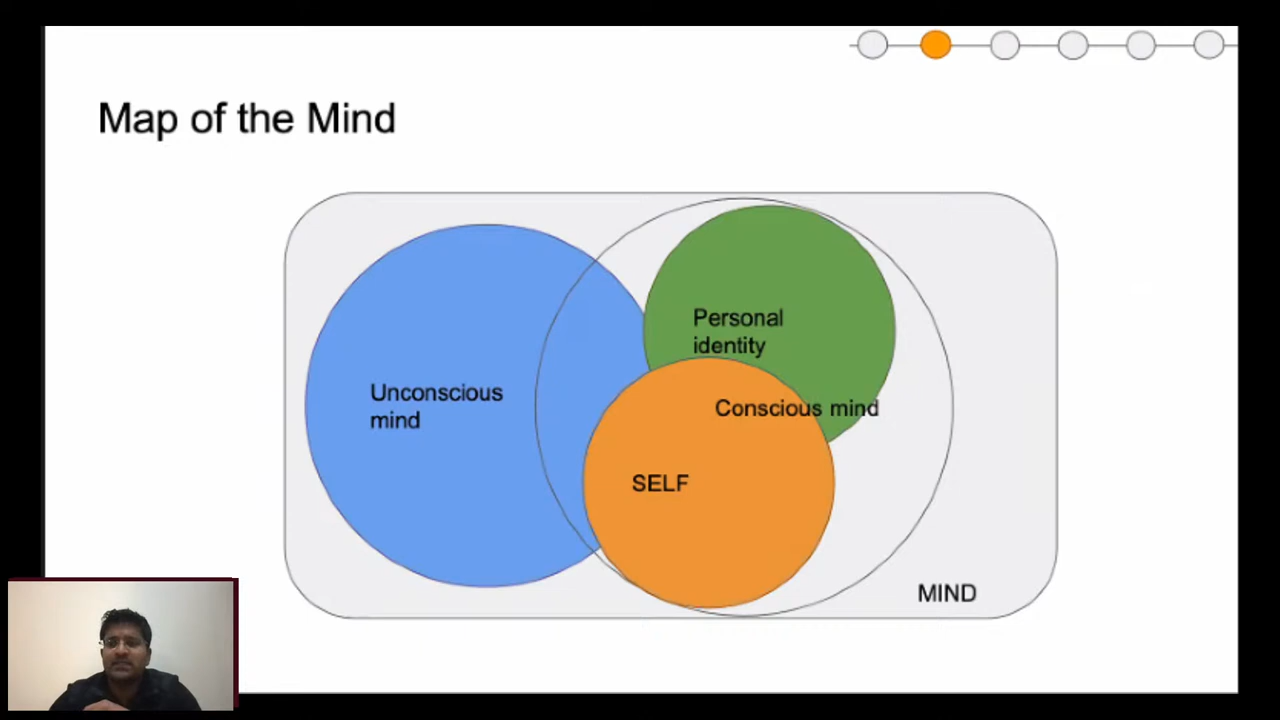 Map of the Mind
Personal
identity
Unconscious
mind
Conscious mind
SELF
MIND